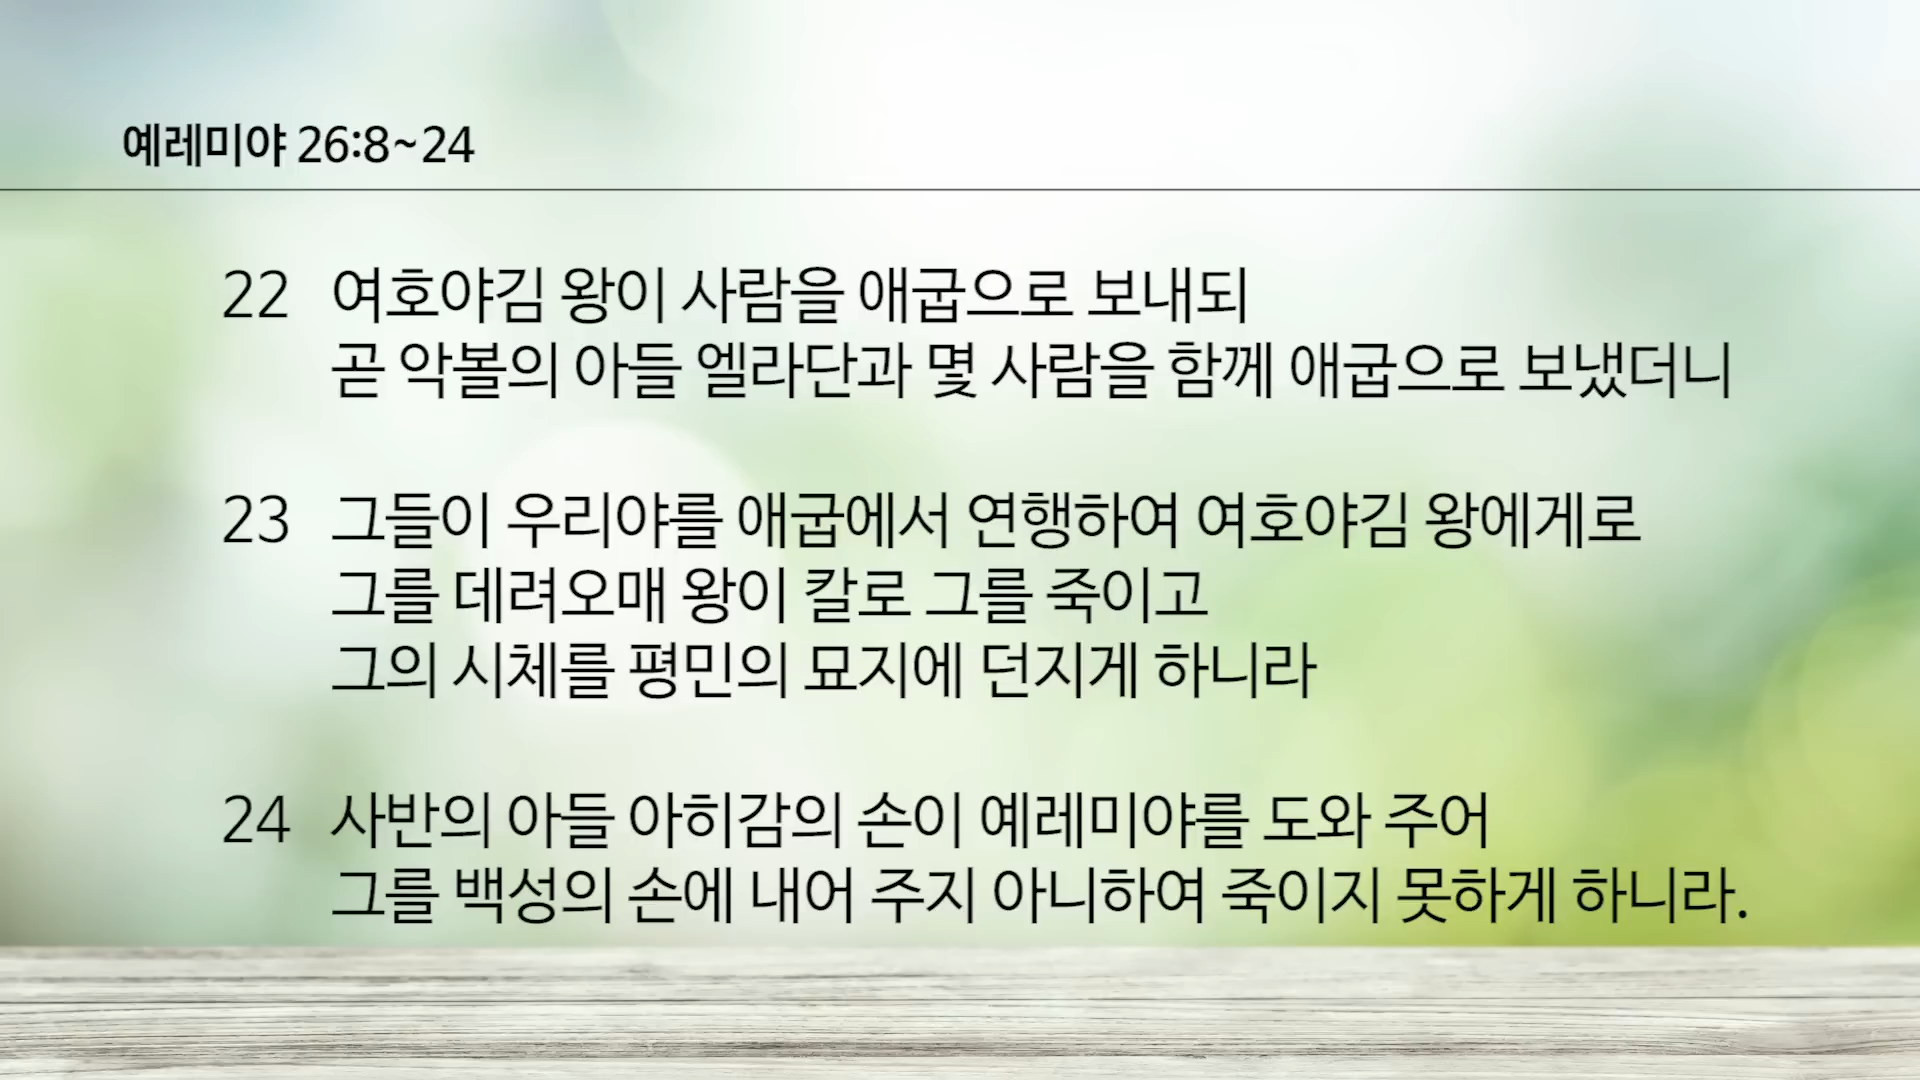 예레미야 26:8~24
22 여호야김 왕이 사람을 애굽으로 보내되
곧 악볼의 아들 엘라단과 몇 사람을 함께 애굽으로 보냈더니
23 그들이 우리야를 애굽에서 연행하여 여호야김 왕에게로
그를 데려오매 왕이 칼로 그를 죽이고
그의 시체를 평민의 묘지에 던지게 하니라
24 사반의 아들 아히감의 손이 예레미야를 도와 주어
그를 백성의 손에 내어 주지 아니하여 죽이지 못하게 하니라.